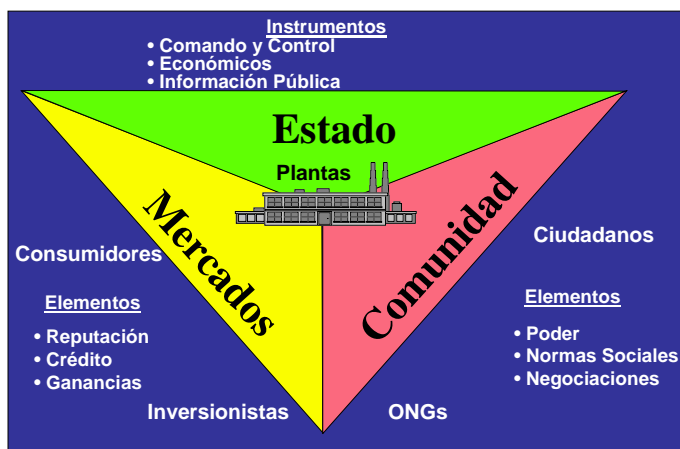 Instrumentos
• Comando y Control
• Económicos
• Información Pública
Estado
Plantas
Mercados
Comunidad
Consumidores
Elementos
• Reputación
• Crédito
• Ganancias
Inversionistas
Ciudadanos
Elementos
• Poder
• Normas Sociales
• Negociaciones
ONGs